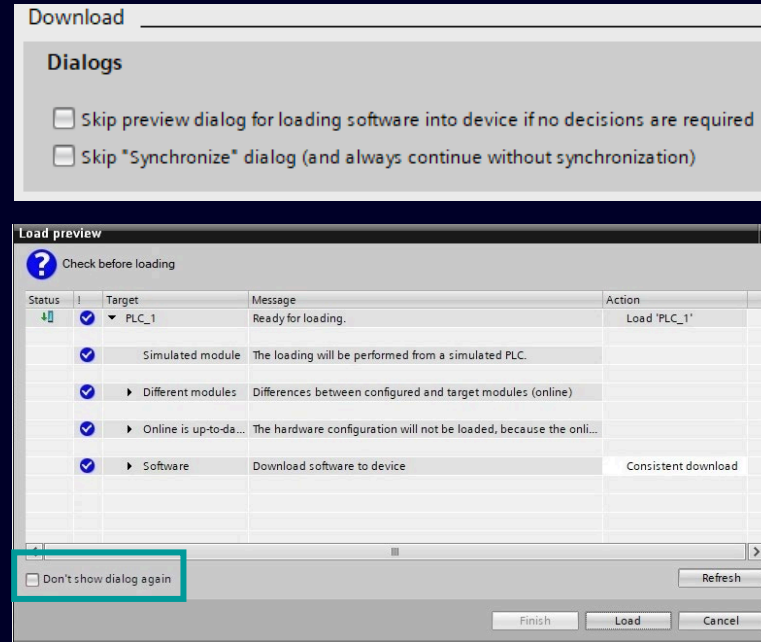 Download
Dialogs
Skip preview dialog for loading software into device if no decisions are required
Skip "Synchronize" dialog (and always continue without synchronization)
Load preview
Check before loading
Status ! Target Message Action
PLC_1 Ready for loading. Load 'PLC_1'
Simulated module The loading will be performed from a simulated PLC.
Different modules Differences between configured and target modules (online)
Online is up-to-da... The hardware configuration will not be loaded, because the onli...
Software Download software to device Consistent download
Don't show dialog again
Refresh
Finish Load Cancel